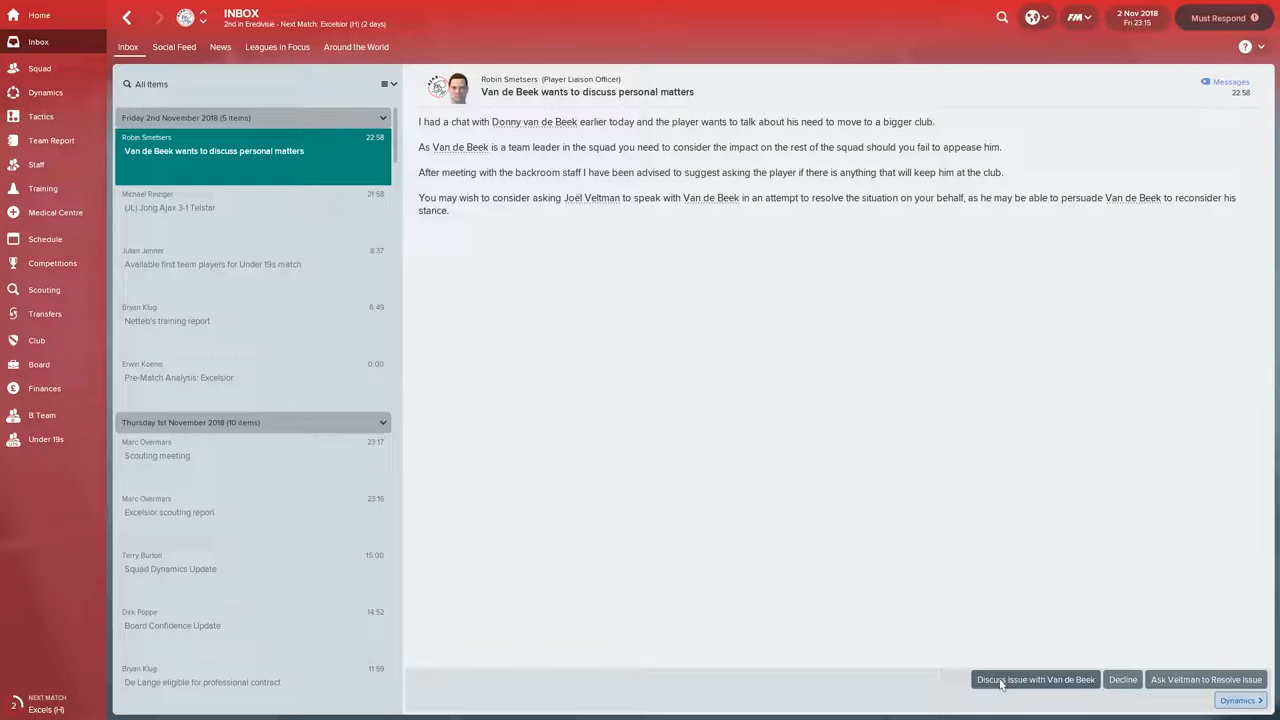 Home
Inbox
Squad
Dynamics
Tactics
Team Report
Staff
Training
Medical Centre
Schedule
Competitions
Scouting
Transfers
Club
Board
Finances
B Team
Under 19s
2
NEXT MATCH
Excels (H)
INBOX
2nd in Eredivisie - Next Match: Excelsior (H) (2 days)
FM
2 Nov 2018
Fri 23:15
Must Respond
Inbox
Social Feed
News
Leagues in Focus
Around the World
?
All Items
Friday 2nd November 2018 (5 items)
Robin Smetsers 22:58
Van de Beek wants to discuss personal matters
Michael Reiziger 21:58
(JL) Jong Ajax 3-1 Telstar
Julian Jenner 8:37
Available first team players for Under 19s match
Bryan Klug 6:49
Netteb's training report
Erwin Koenis 0:00
Pre-Match Analysis: Excelsior
Thursday 1st November 2018 (10 items)
Marc Overmars 23:17
Scouting meeting
Marc Overmars 23:16
Excelsior scouting report
Terry Burton 15:00
Squad Dynamics Update
Dirk Poppe 14:52
Board Confidence Update
Bryan Klug 11:59
De Lange eligible for professional contract
Robin Smetsers (Player Liaison Officer)
Van de Beek wants to discuss personal matters
Messages
22:58
I had a chat with Donny van de Beek earlier today and the player wants to talk about his need to move to a bigger club.
As Van de Beek is a team leader in the squad you need to consider the impact on the rest of the squad should you fail to appease him.
After meeting with the backroom staff I have been advised to suggest asking the player if there is anything that will keep him at the club.
You may wish to consider asking Joël Veltman to speak with Van de Beek in an attempt to resolve the situation on your behalf, as he may be able to persuade Van de Beek to reconsider his
stance.
Discuss Issue with Van de Beek
Decline
Ask Veltman to Resolve Issue
Dynamics